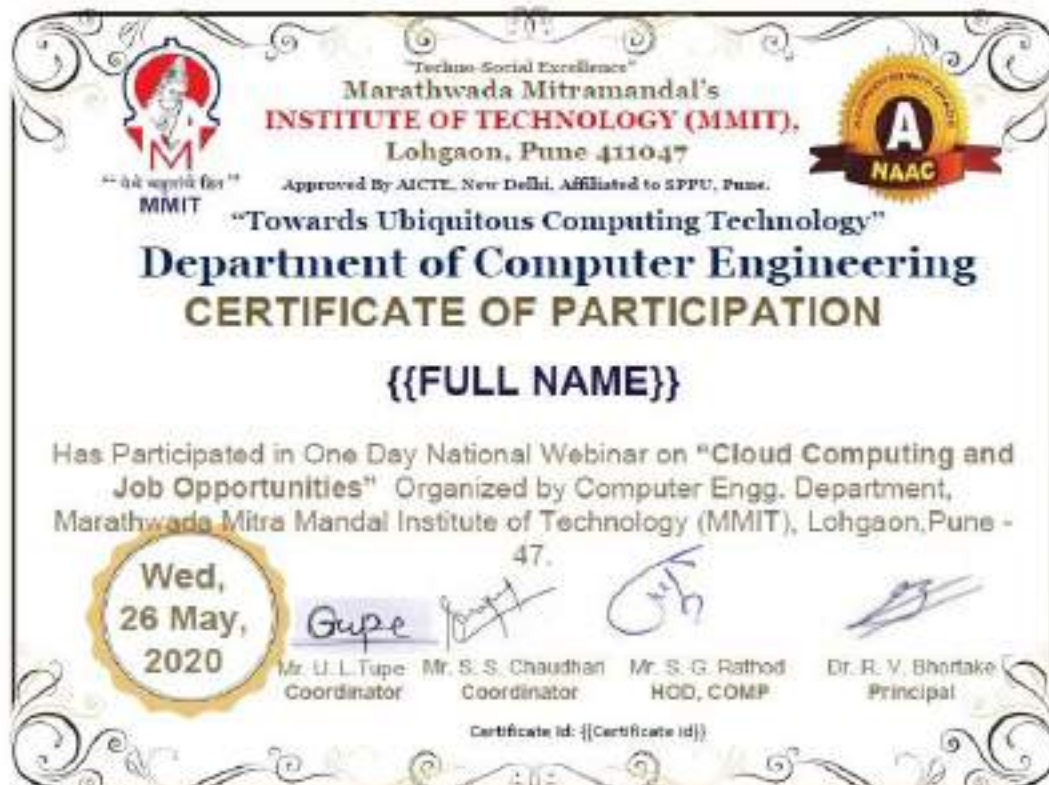 "Techno-Social Excellence"
Marathwada Mitramandal's
INSTITUTE OF TECHNOLOGY (MMIT),
Lohgaon, Pune 411047
Approved By AICTE, New Delhi. Affiliated to SPPU, Pune.
MMIT
A
NAAC
"Towards Ubiquitous Computing Technology"
Department of Computer Engineering
CERTIFICATE OF PARTICIPATION
{{FULL NAME}}
Has Participated in One Day National Webinar on "Cloud Computing and
Job Opportunities" Organized by Computer Engg. Department,
Marathwada Mitra Mandal Institute of Technology (MMIT), Lohgaon,Pune -
47.
Wed,
26 May,
2020
Gupe
Mr. U. L.Tupe
Coordinator
Mr. S. S. Chaudhari
Coordinator
Mr. S. G. Rathod
HOD, COMP
Dr. R. V. Bhortake
Principal
Certificate Id: {{Certificate Id}}